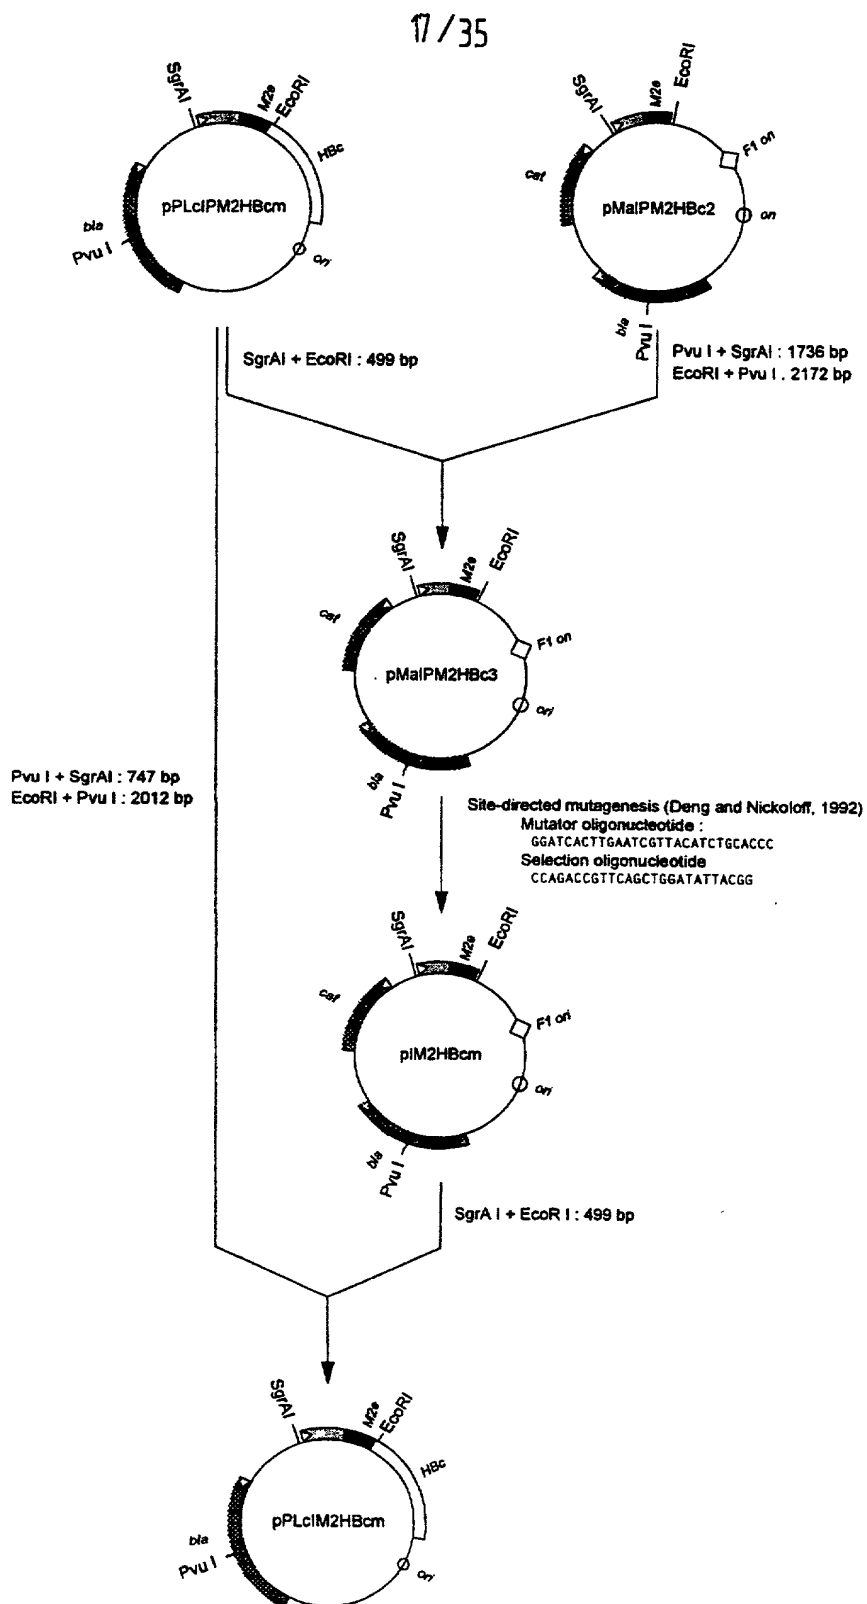 17/35
SgrAI
M2e
EcoRI
HBc
bla
Pvu I
ori
pPLcIPM2HBcm
SgrAI
M2e
EcoRI
cat
F1 ori
ori
bla
Pvu I
pMalPM2HBc2
SgrAI + EcoRI : 499 bp
Pvu I + SgrAI : 1736 bp
EcoRI + Pvu I . 2172 bp
SgrAI
M2e
EcoRI
cat
F1 ori
pMalPM2HBc3
ori
bla
Pvu I
Pvu I + SgrAI : 747 bp
EcoRI + Pvu I : 2012 bp
Site-directed mutagenesis (Deng and Nickoloff, 1992)
Mutator oligonucleotide :
GGATCACTTGAATCGTTACATCTGCACCC
Selection oligonucleotide
CCAGACCGTTCAGCTGGATATTACGG
SgrAI
M2e
EcoRI
cat
F1 ori
pIM2HBcm
ori
bla
Pvu I
SgrA I + EcoR I : 499 bp
SgrAI
M2e
EcoRI
HBc
pPLcIM2HBcm
bla
Pvu I
ori